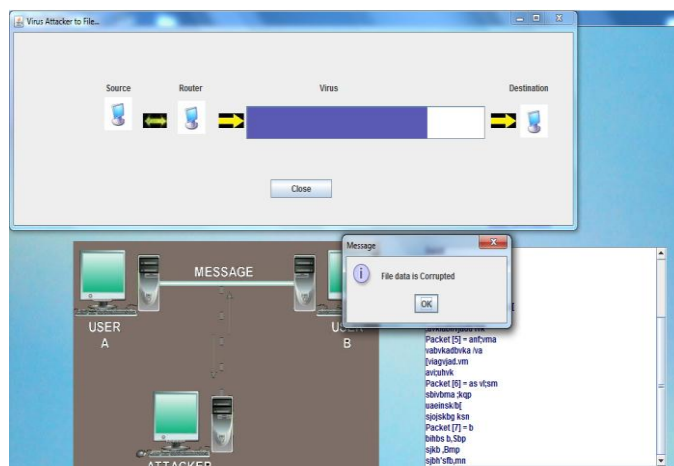 Virus Attacker to File...
Source
Router
Virus
Destination
Close
Message
File data is Corrupted
OK
MESSAGE
USER
A
B
ATTACKER
Packet [5] = anf;vma
vabvkadbvka /va
[viagvjad.vm
avi;uhvk
Packet [6] = as vl;sm
sbivbma ;kqp
uaeinsk/b[
sjojskbg ksn
Packet [7] = b
bihbs b,Sbp
sjkb ,Bmp
sjbh'sfb,mn